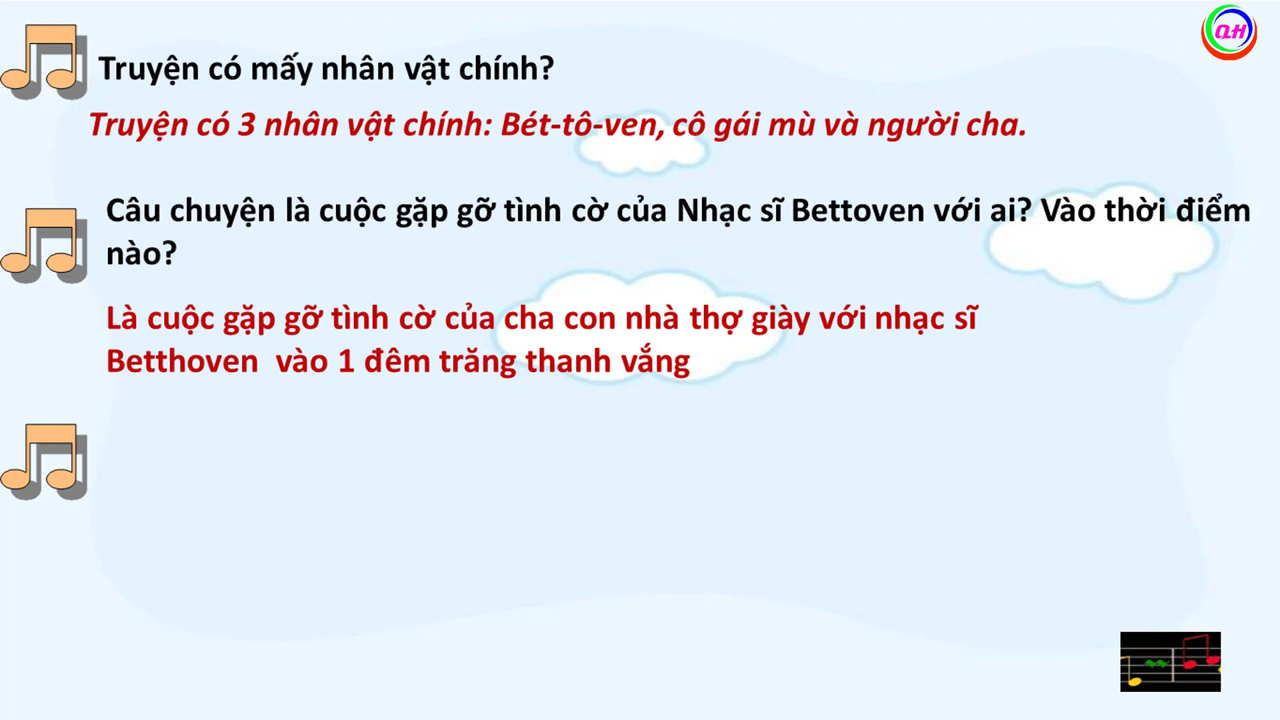 QH
Truyện có mấy nhân vật chính?
Truyện có 3 nhân vật chính: Bét-tô-ven, cô gái mù và người cha.
Câu chuyện là cuộc gặp gỡ tình cờ của Nhạc sĩ Bettoven với ai? Vào thời điểm
nào?
Là cuộc gặp gỡ tình cờ của cha con nhà thợ giày với nhạc sĩ
Betthoven  vào 1 đêm trăng thanh vắng